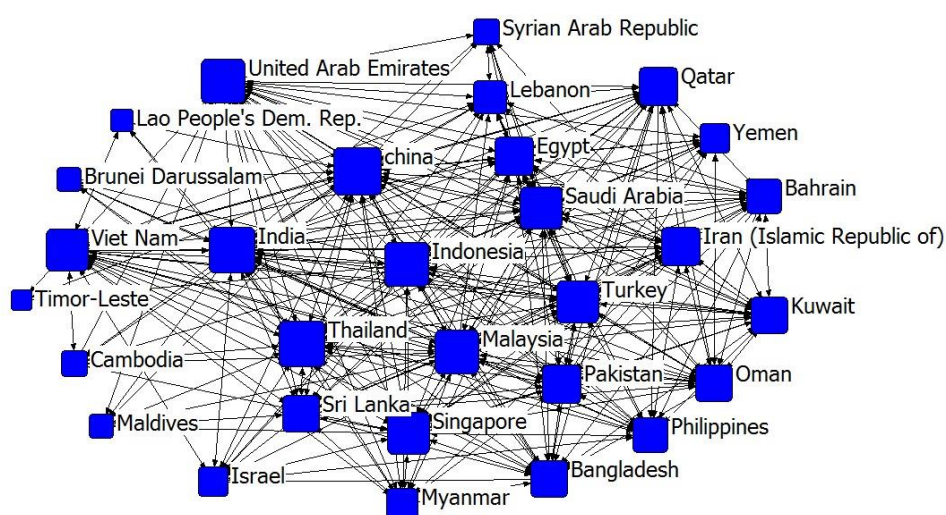 Syrian Arab Republic
United Arab Emirates
Qatar
Lebanon
Lao People's Dem. Rep.
Yemen
Egypt
china
Brunei Darussalam
Bahrain
Saudi Arabia
Viet Nam
India
Iran (Islamic Republic of)
Indonesia
Turkey
Timor-Leste
Kuwait
Thailand
Malaysia
Cambodia
Pakistan
Oman
Sri Lanka
Maldives
Singapore
Philippines
Israel
Bangladesh
Myanmar